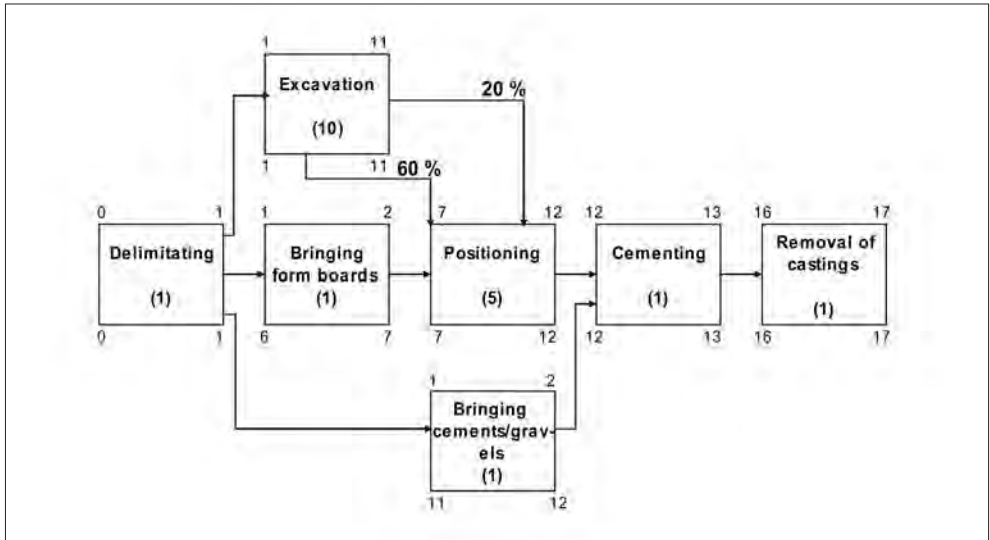 1 11
Excavation
(10)
1 11
20 %
60 %
0 1
Delimitating
(1)
0 1
1 2
Bringing
form boards
(1)
6 7
7 12
Positioning
(5)
7 12
12 13
Cementing
(1)
12 13
16 17
Removal of
castings
(1)
16 17
1 2
Bringing
cements/grav-
els
(1)
11 12